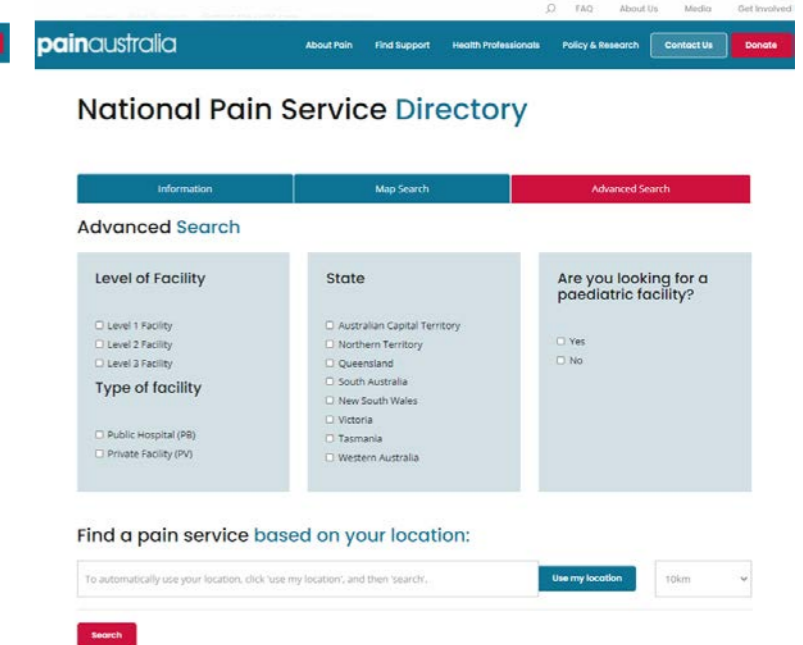 FAQ About Us Media Get Involved
painaustralia About Pain Find Support Health Professionals Policy & Research Contact Us Donate
National Pain Service Directory
Information Map Search Advanced Search
Advanced Search
Level of Facility
Level 1 Facility
Level 2 Facility
Level 3 Facility
Type of facility
Public Hospital (PB)
Private Facility (PV)
State
Australian Capital Territory
Northern Territory
Queensland
South Australia
New South Wales
Victoria
Tasmania
Western Australia
Are you looking for a
paediatric facility?
Yes
No
Find a pain service based on your location:
To automatically use your location, click 'use my location', and then 'search'. Use my location 10km
Search